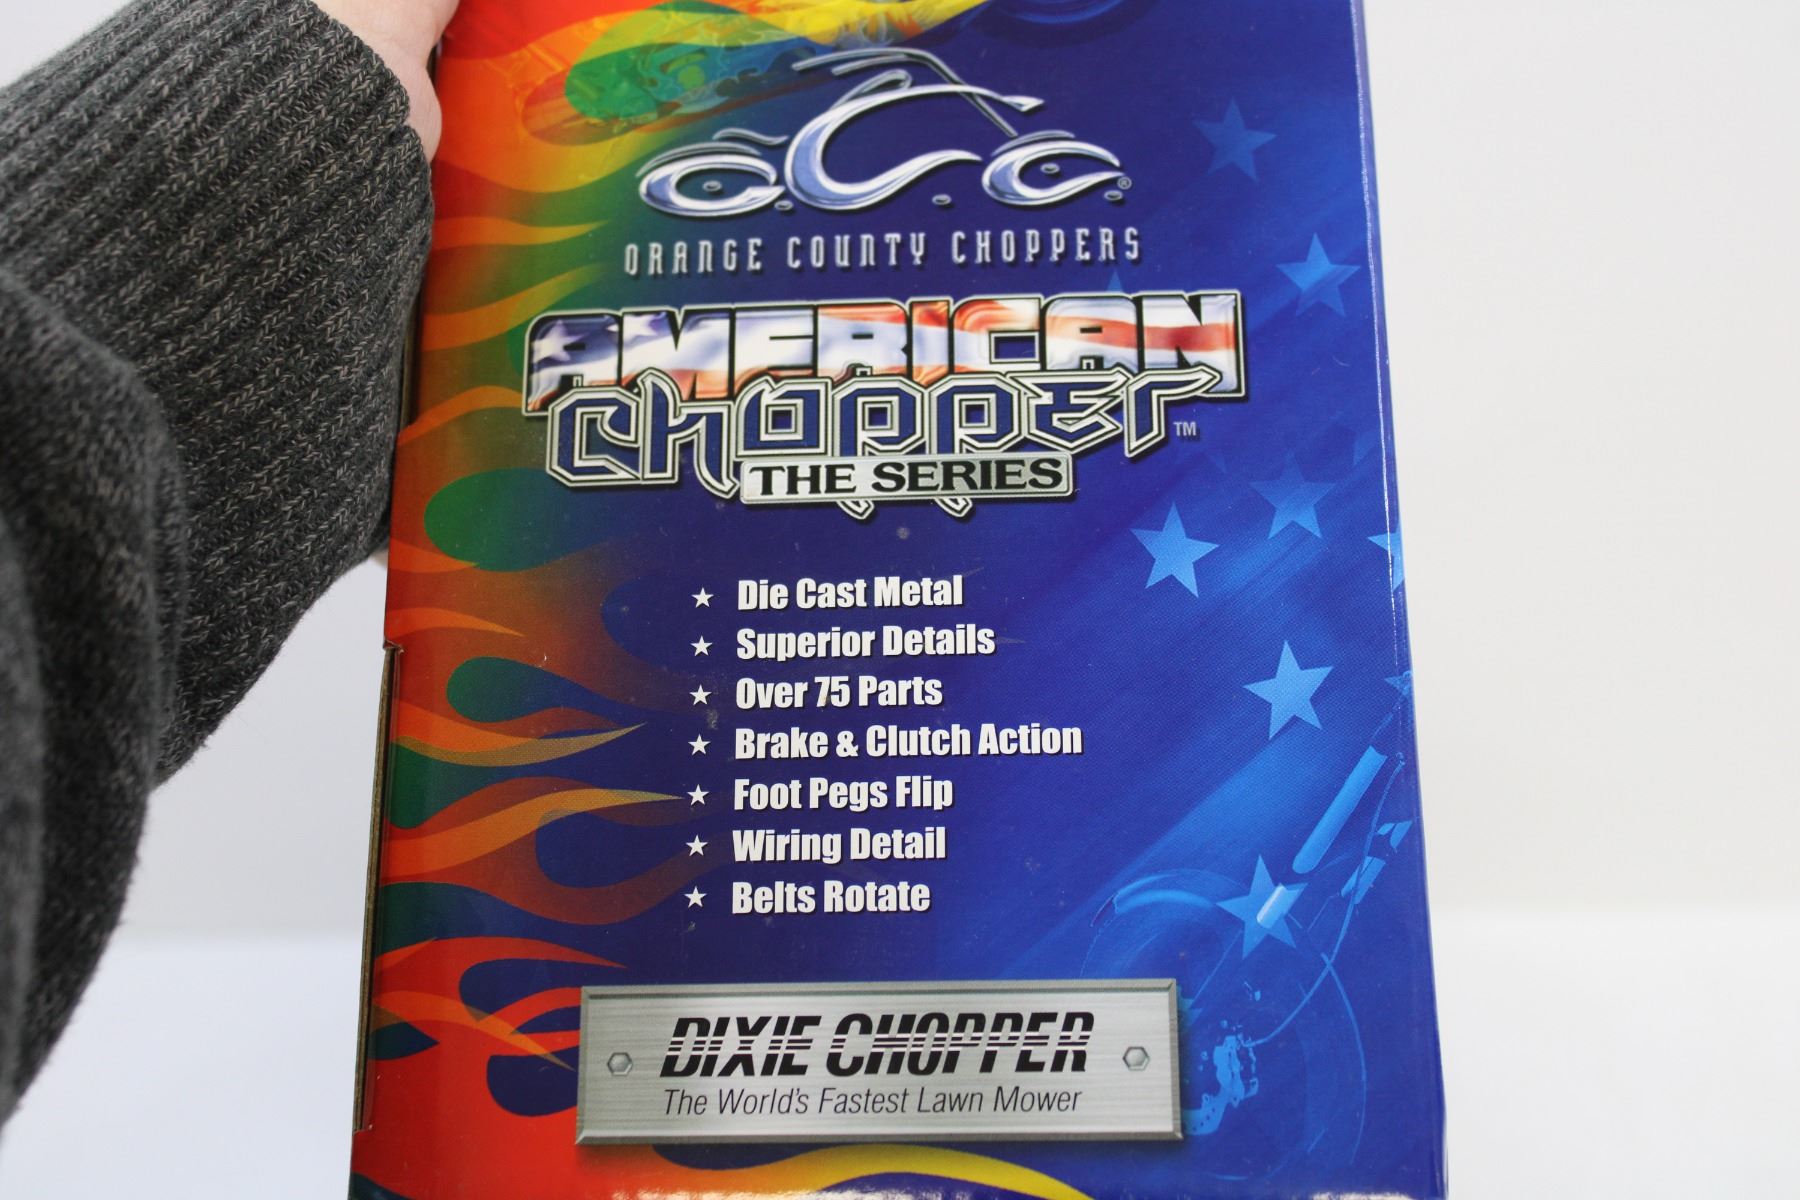 O.C.C.®
ORANGE COUNTY CHOPPERS
AMERICAN
CHOPPER™
THE SERIES
★ Die Cast Metal
★ Superior Details
★ Over 75 Parts
★ Brake & Clutch Action
★ Foot Pegs Flip
★ Wiring Detail
★ Belts Rotate
DIXIE CHOPPER
The World's Fastest Lawn Mower